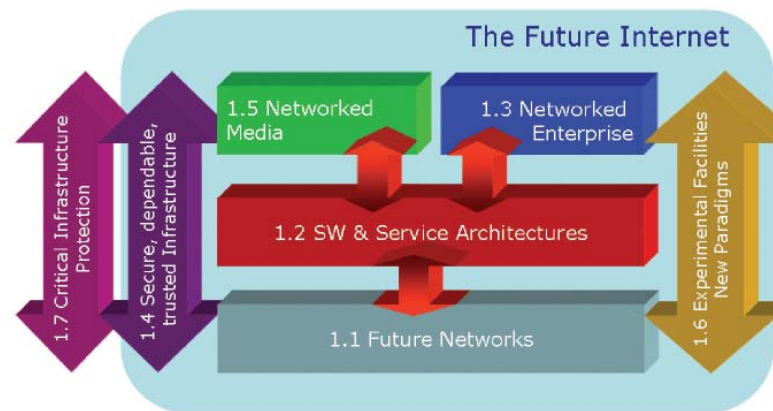 The Future Internet
1.5 Networked
Media
1.3 Networked
Enterprise
1.2 SW & Service Architectures
1.1 Future Networks
1.7 Critical Infrastructure
Protection
1.4 Secure, dependable,
trusted Infrastructure
1.6 Experimental Facilities
New Paradigms